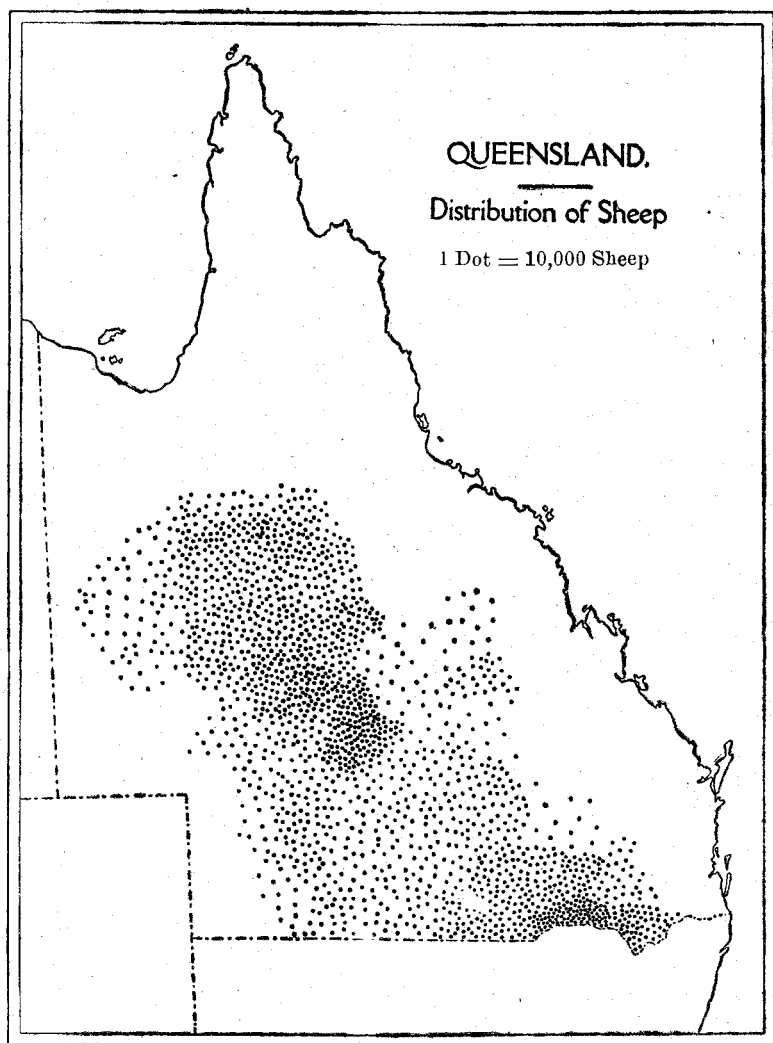 QUEENSLAND.
Distribution of Sheep
1 Dot = 10,000 Sheep